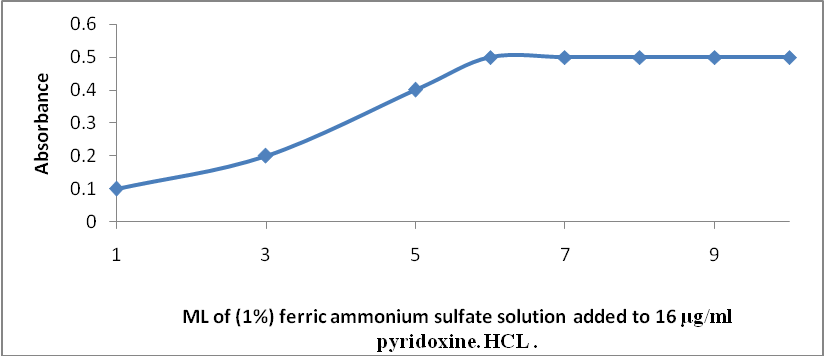 0.6
0.5
0.4
0.3
0.2
0.1
0
Absorbance
1 3 5 7 9
ML of (1%) ferric ammonium sulfate solution added to 16 µg/ml
pyridoxine.HCL .